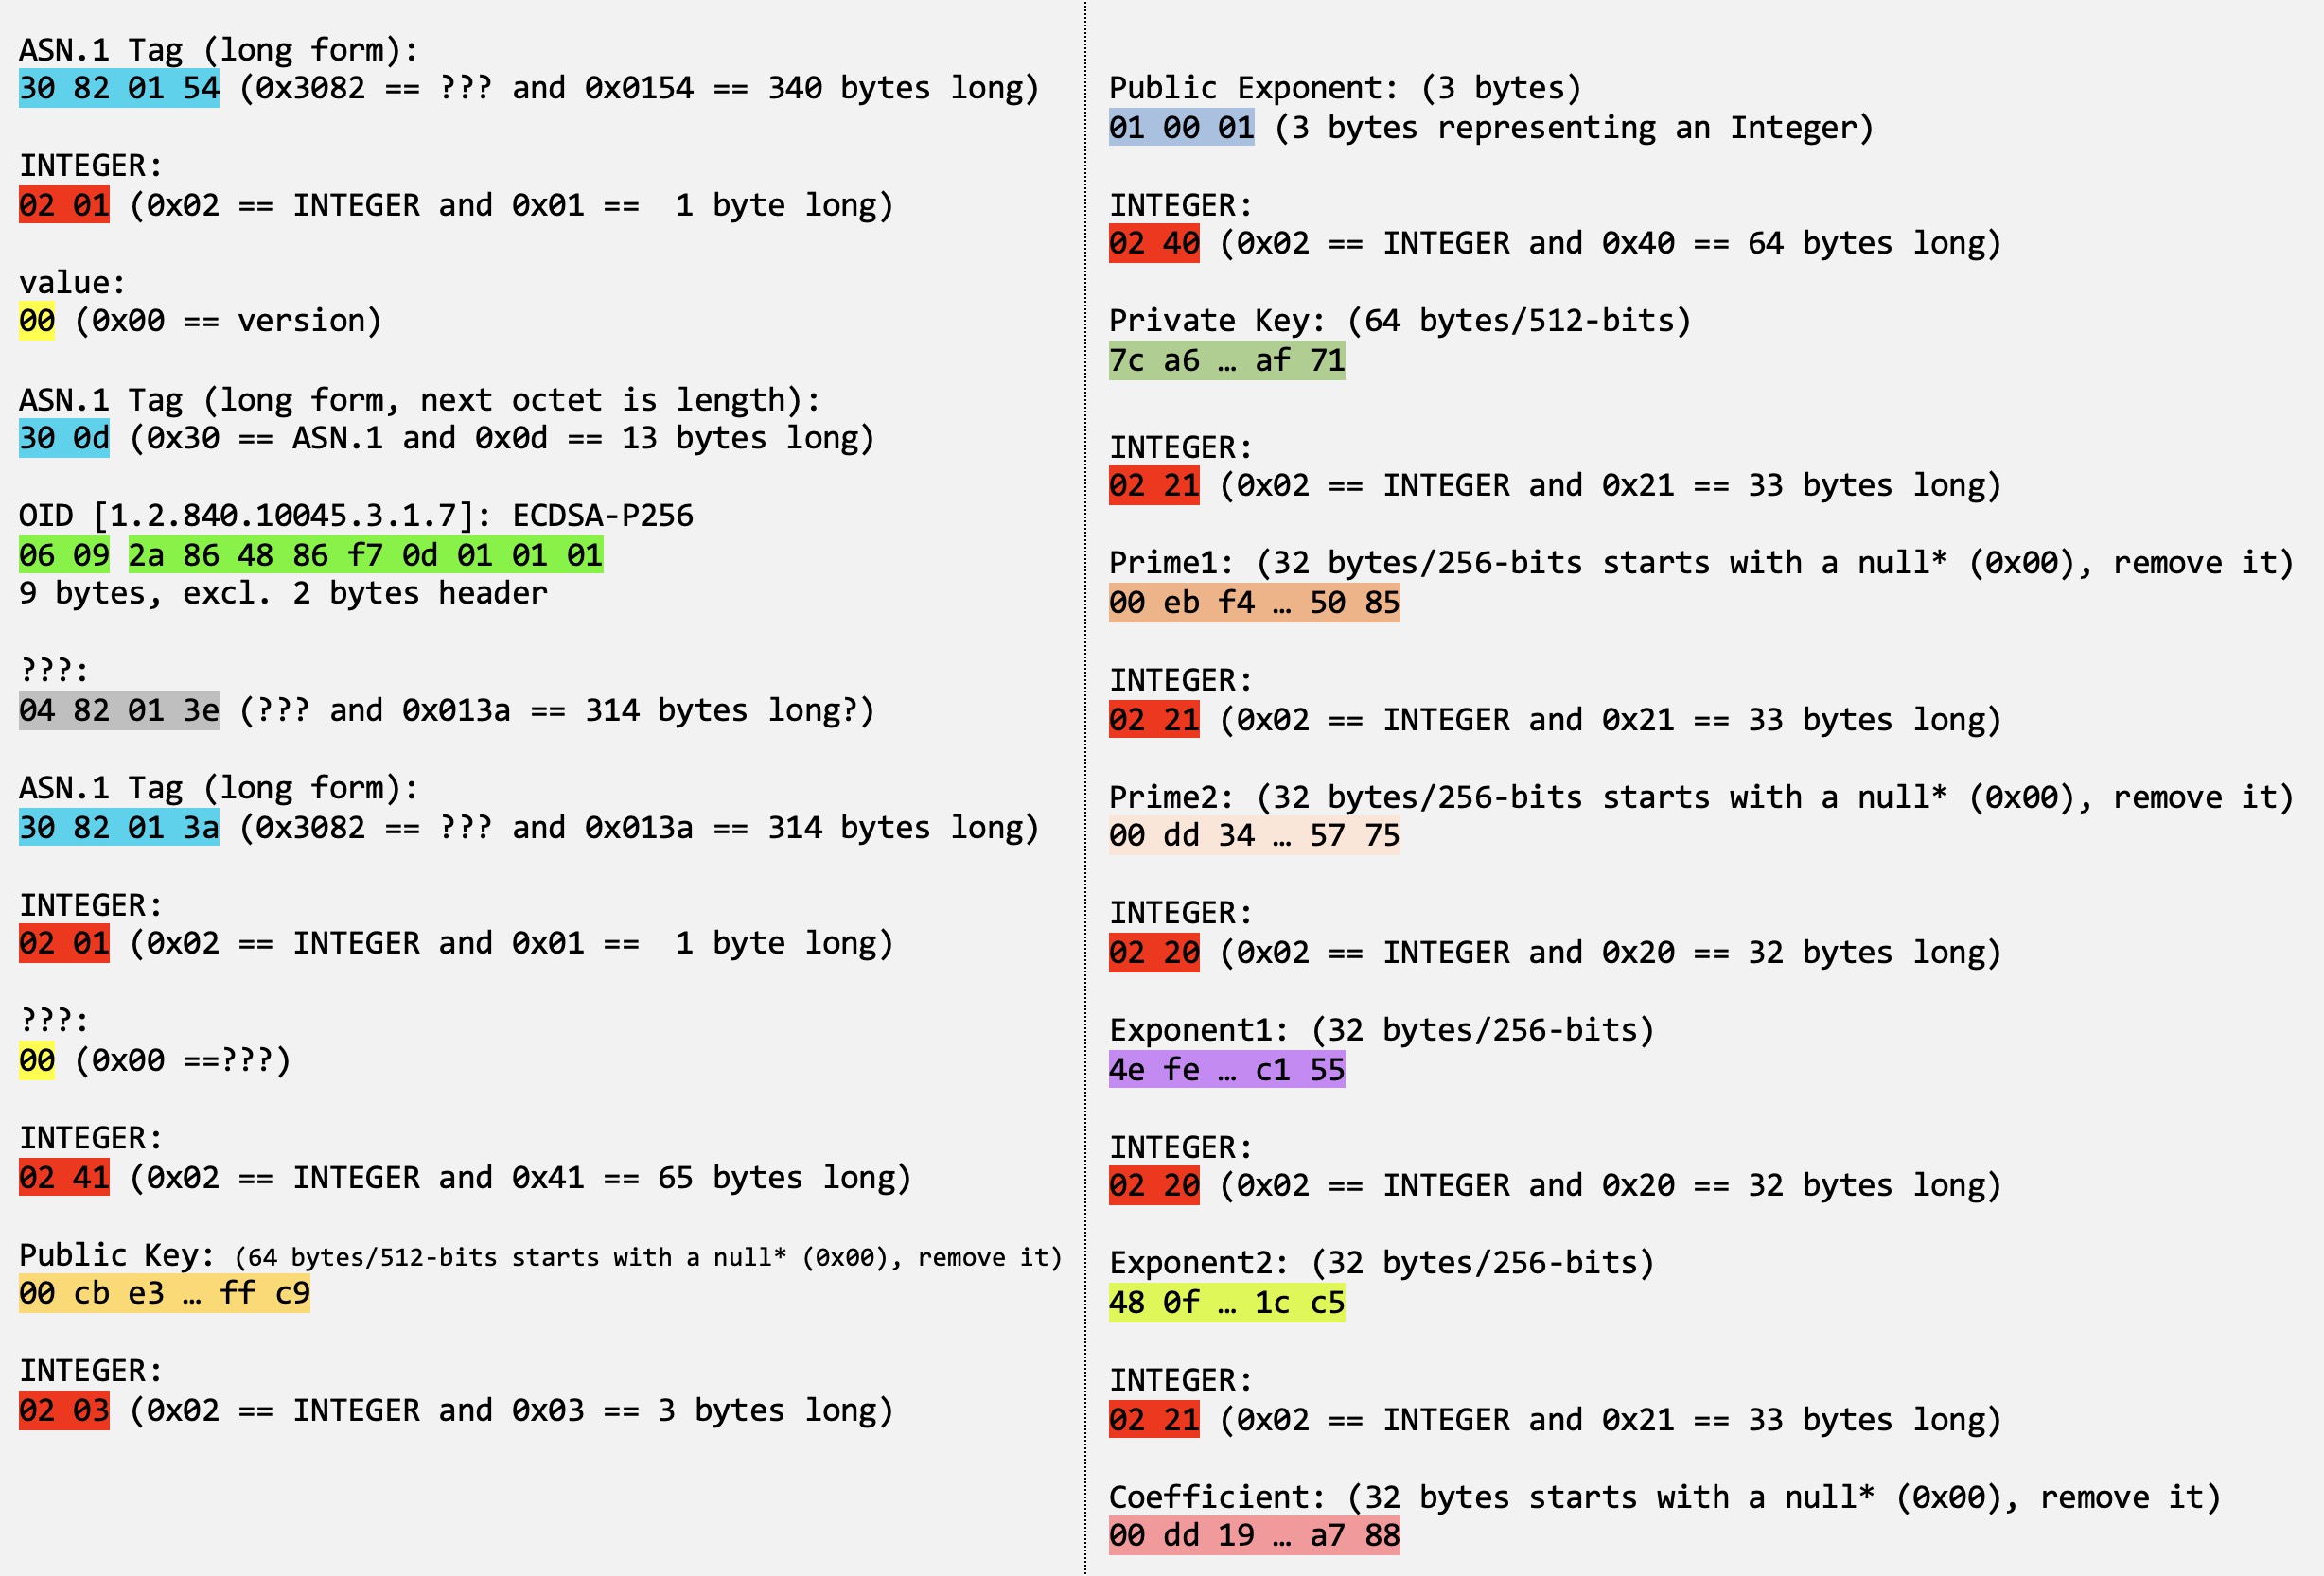 ASN.1 Tag (long form):
30 82 01 54 (0x3082 == ??? and 0x0154 == 340 bytes long)
INTEGER:
02 01 (0x02 == INTEGER and 0x01 ==  1 byte long)
value:
00 (0x00 == version)
ASN.1 Tag (long form, next octet is length):
30 0d (0x30 == ASN.1 and 0x0d == 13 bytes long)
OID [1.2.840.10045.3.1.7]: ECDSA-P256
06 09 2a 86 48 86 f7 0d 01 01 01
9 bytes, excl. 2 bytes header
???:
04 82 01 3e (??? and 0x013a == 314 bytes long?)
ASN.1 Tag (long form):
30 82 01 3a (0x3082 == ??? and 0x013a == 314 bytes long)
INTEGER:
02 01 (0x02 == INTEGER and 0x01 ==  1 byte long)
???:
00 (0x00 ==???)
INTEGER:
02 41 (0x02 == INTEGER and 0x41 == 65 bytes long)
Public Key: (64 bytes/512-bits starts with a null* (0x00), remove it)
00 cb e3 … ff c9
INTEGER:
02 03 (0x02 == INTEGER and 0x03 == 3 bytes long)
Public Exponent: (3 bytes)
01 00 01 (3 bytes representing an Integer)
INTEGER:
02 40 (0x02 == INTEGER and 0x40 == 64 bytes long)
Private Key: (64 bytes/512-bits)
7c a6 … af 71
INTEGER:
02 21 (0x02 == INTEGER and 0x21 == 33 bytes long)
Prime1: (32 bytes/256-bits starts with a null* (0x00), remove it)
00 eb f4 … 50 85
INTEGER:
02 21 (0x02 == INTEGER and 0x21 == 33 bytes long)
Prime2: (32 bytes/256-bits starts with a null* (0x00), remove it)
00 dd 34 … 57 75
INTEGER:
02 20 (0x02 == INTEGER and 0x20 == 32 bytes long)
Exponent1: (32 bytes/256-bits)
4e fe … c1 55
INTEGER:
02 20 (0x02 == INTEGER and 0x20 == 32 bytes long)
Exponent2: (32 bytes/256-bits)
48 0f … 1c c5
INTEGER:
02 21 (0x02 == INTEGER and 0x21 == 33 bytes long)
Coefficient: (32 bytes starts with a null* (0x00), remove it)
00 dd 19 … a7 88